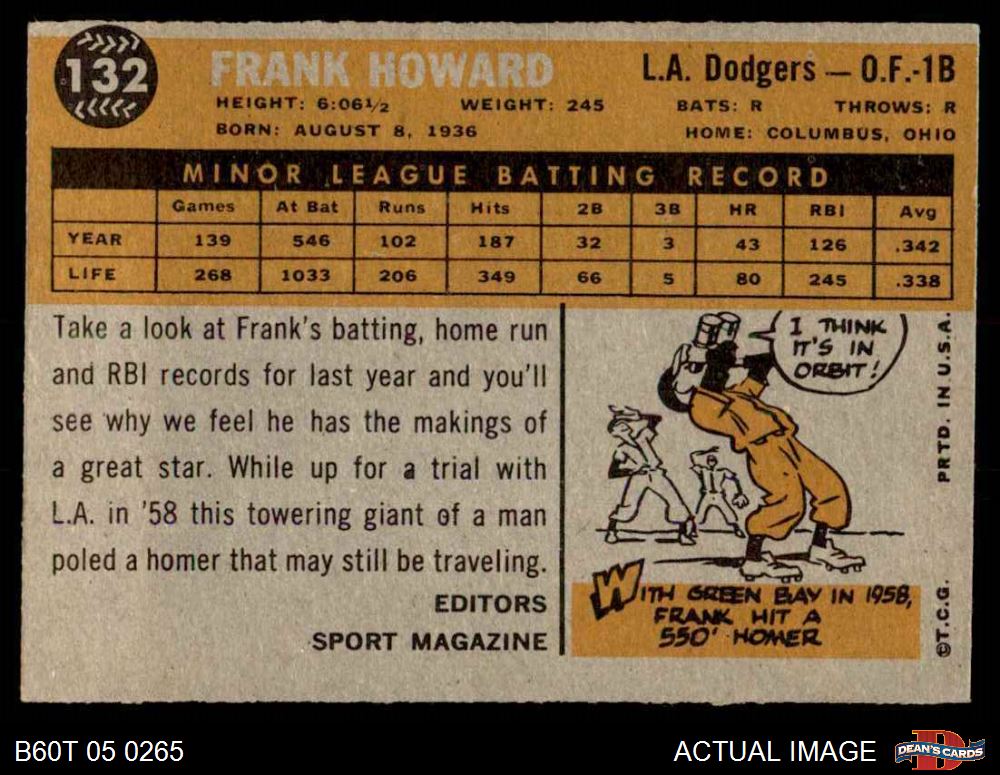 132
FRANK HOWARD
L.A. Dodgers — O.F.-1B
HEIGHT: 6:06½ WEIGHT: 245 BATS: R THROWS: R
BORN: AUGUST 8, 1936 HOME: COLUMBUS, OHIO
MINOR LEAGUE BATTING RECORD
Games At Bat Runs Hits 2B 3B HR RBI Avg
YEAR 139 546 102 187 32 3 43 126 .342
LIFE 268 1033 206 349 66 5 80 245 .338
Take a look at Frank's batting, home run
and RBI records for last year and you'll
see why we feel he has the makings of
a great star. While up for a trial with
L.A. in '58 this towering giant of a man
poled a homer that may still be traveling.
EDITORS
SPORT MAGAZINE
I THINK
IT'S IN
ORBIT!
WITH GREEN BAY IN 1958,
FRANK HIT A
550' HOMER
PRTD. IN U.S.A.
©T.C.G.
B60T 05 0265
ACTUAL IMAGE
DEAN'S CARDS